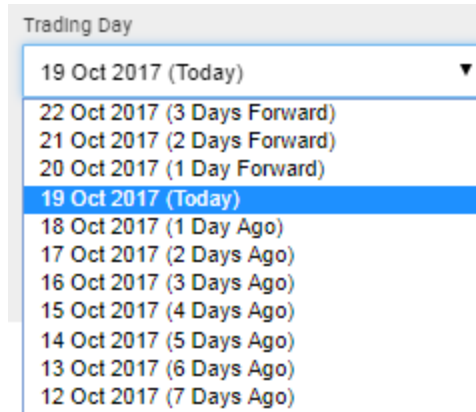 Trading Day
19 Oct 2017 (Today)
22 Oct 2017 (3 Days Forward)
21 Oct 2017 (2 Days Forward)
20 Oct 2017 (1 Day Forward)
19 Oct 2017 (Today)
18 Oct 2017 (1 Day Ago)
17 Oct 2017 (2 Days Ago)
16 Oct 2017 (3 Days Ago)
15 Oct 2017 (4 Days Ago)
14 Oct 2017 (5 Days Ago)
13 Oct 2017 (6 Days Ago)
12 Oct 2017 (7 Days Ago)